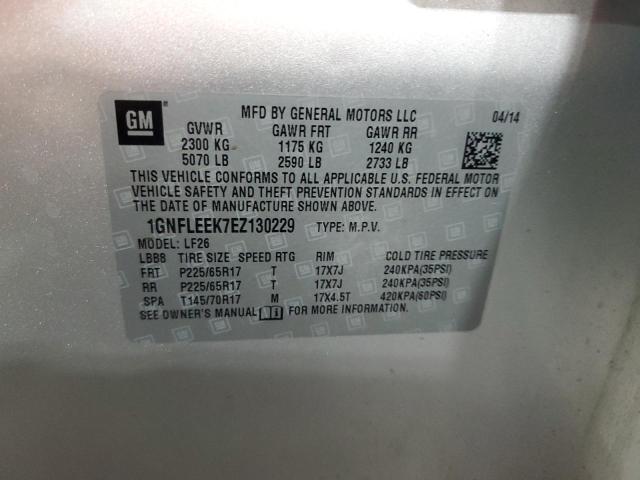 GM
MFD BY GENERAL MOTORS LLC 04/14
GVWR GAWR FRT GAWR RR
2300 KG 1175 KG 1240 KG
5070 LB 2590 LB 2733 LB
THIS VEHICLE CONFORMS TO ALL APPLICABLE U.S. FEDERAL MOTOR
VEHICLE SAFETY AND THEFT PREVENTION STANDARDS IN EFFECT ON
THE DATE OF MANUFACTURE SHOWN ABOVE.
1GNFLEEK7EZ130229 TYPE: M.P.V.
MODEL: LF26
LBB8 TIRE SIZE SPEED RTG RIM COLD TIRE PRESSURE
FRT P225/65R17 T 17X7J 240KPA(35PSI)
RR P225/65R17 T 17X7J 240KPA(35PSI)
SPA T145/70R17 M 17X4.5T 420KPA(60PSI)
SEE OWNER'S MANUAL FOR MORE INFORMATION.